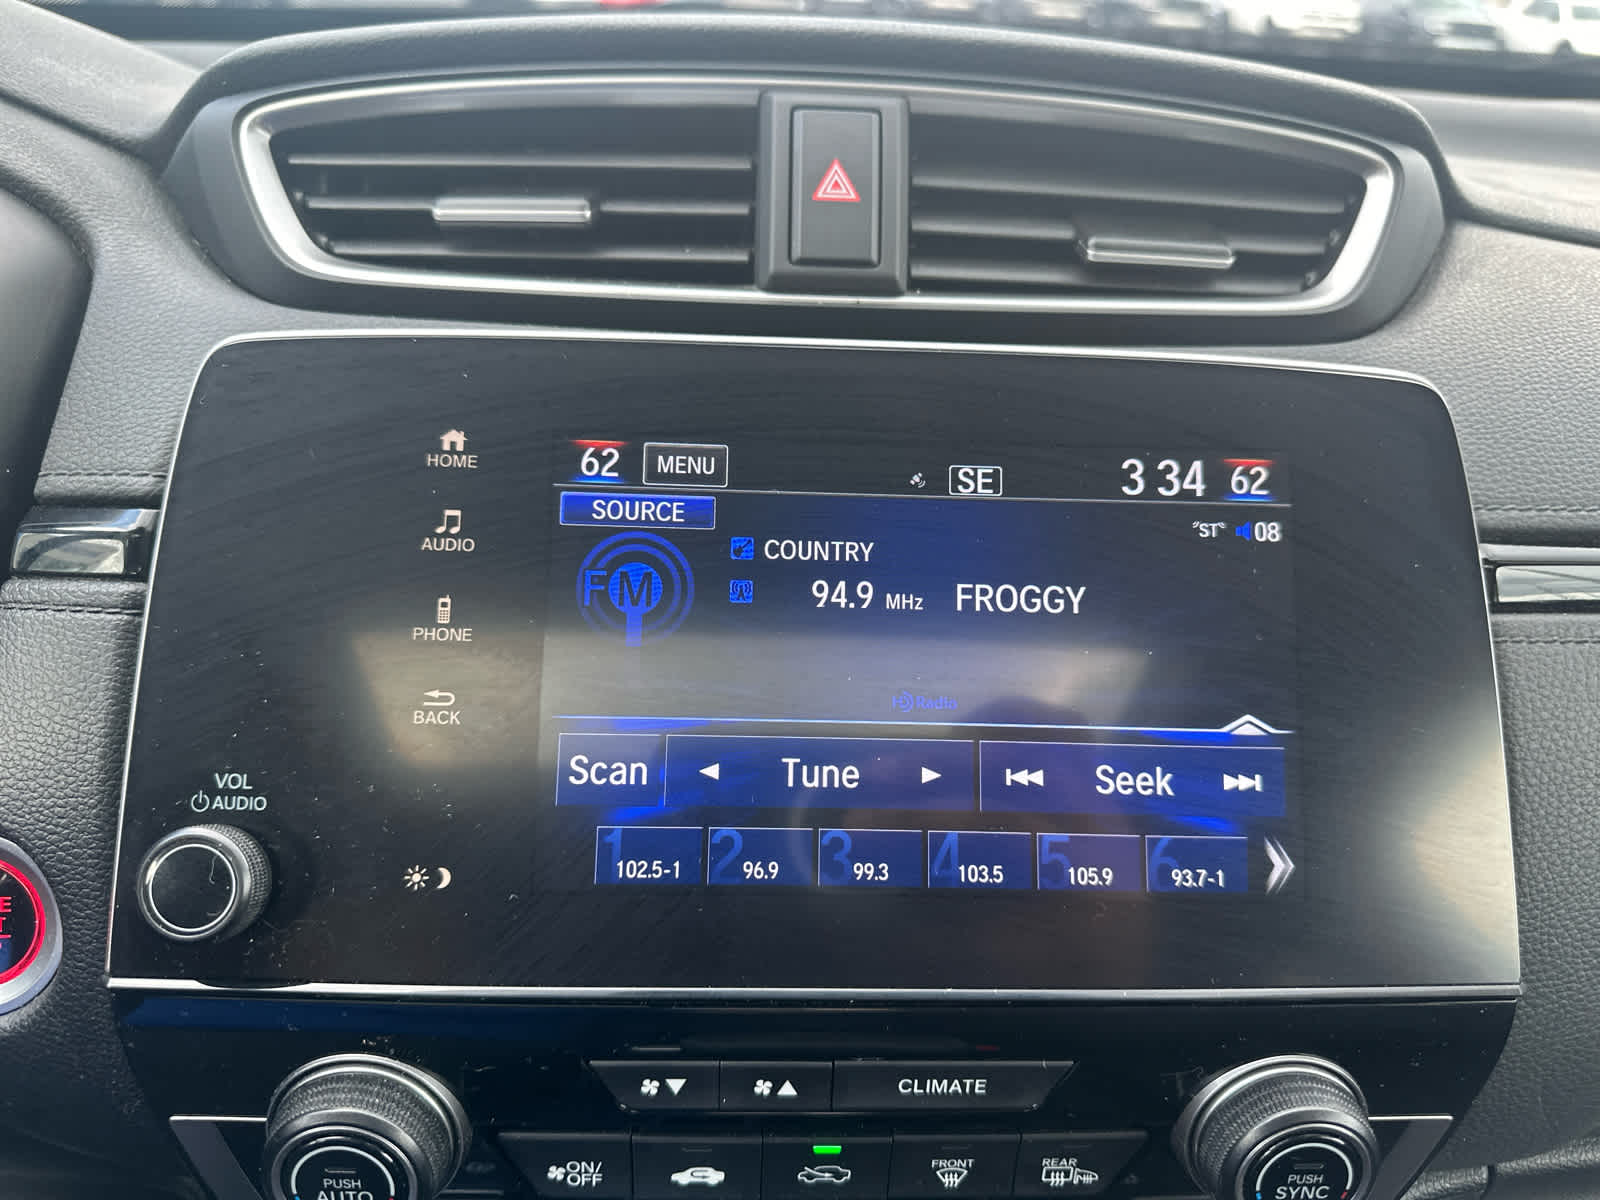 HOME
AUDIO
PHONE
BACK
VOL
AUDIO
62 MENU SE 3 34 62
SOURCE
"ST" 08
FM
COUNTRY
94.9 MHz FROGGY
HD Radio
Scan Tune Seek
1 2 3 4 5 6
102.5-1 96.9 99.3 103.5 105.9 93.7-1
CLIMATE
ON/
OFF
FRONT
REAR
PUSH
AUTO
PUSH
SYNC